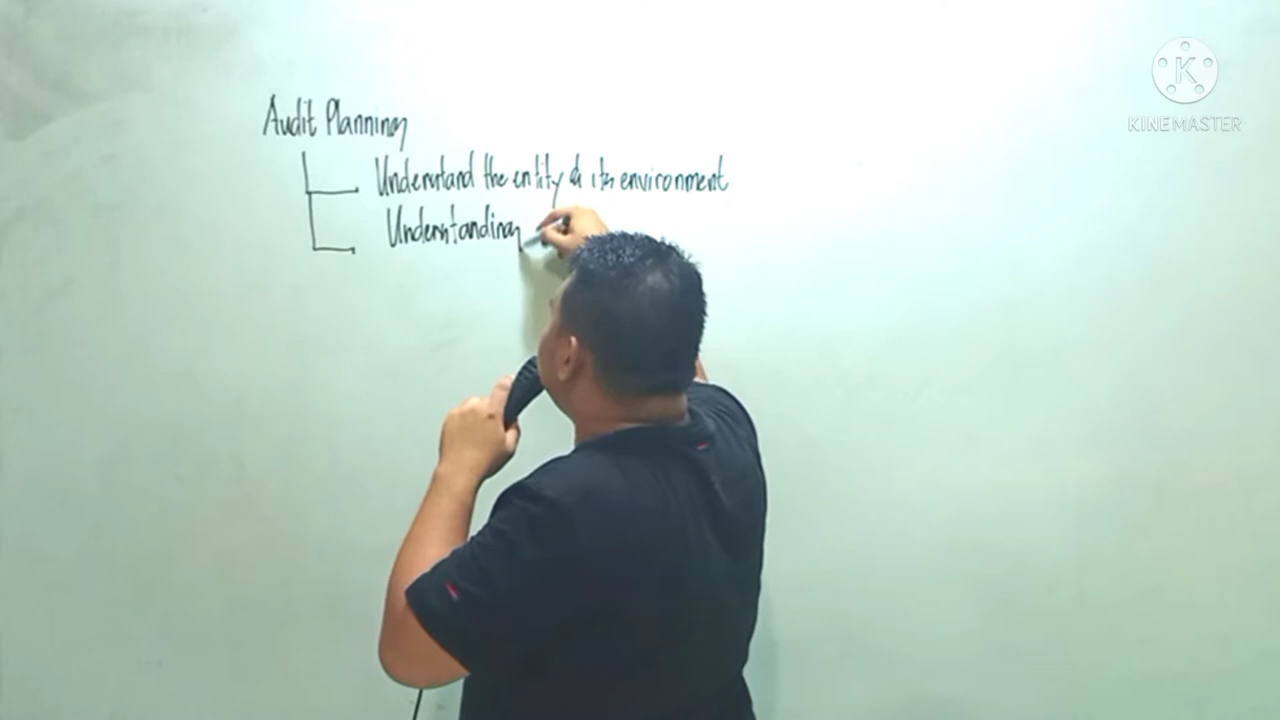 Audit Planning
Understand the entity & its environment
Understanding
K
KINEMASTER